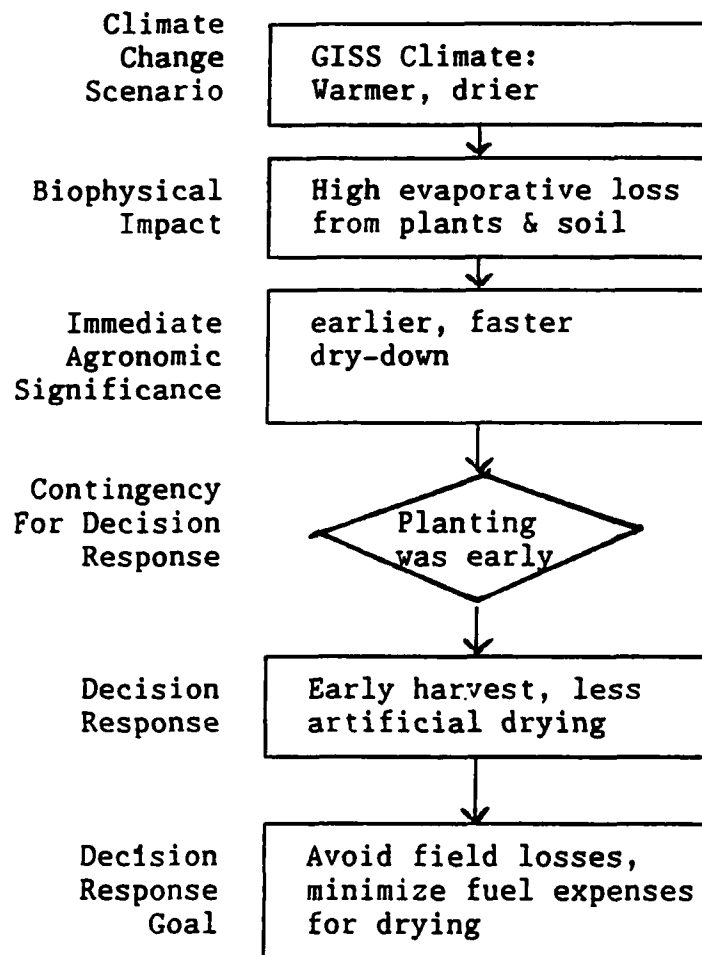 Climate
Change
Scenario
GISS Climate:
Warmer, drier
Biophysical
Impact
High evaporative loss
from plants & soil
Immediate
Agronomic
Significance
earlier, faster
dry-down
Contingency
For Decision
Response
Planting
was early
Decision
Response
Early harvest, less
artificial drying
Decision
Response
Goal
Avoid field losses,
minimize fuel expenses
for drying